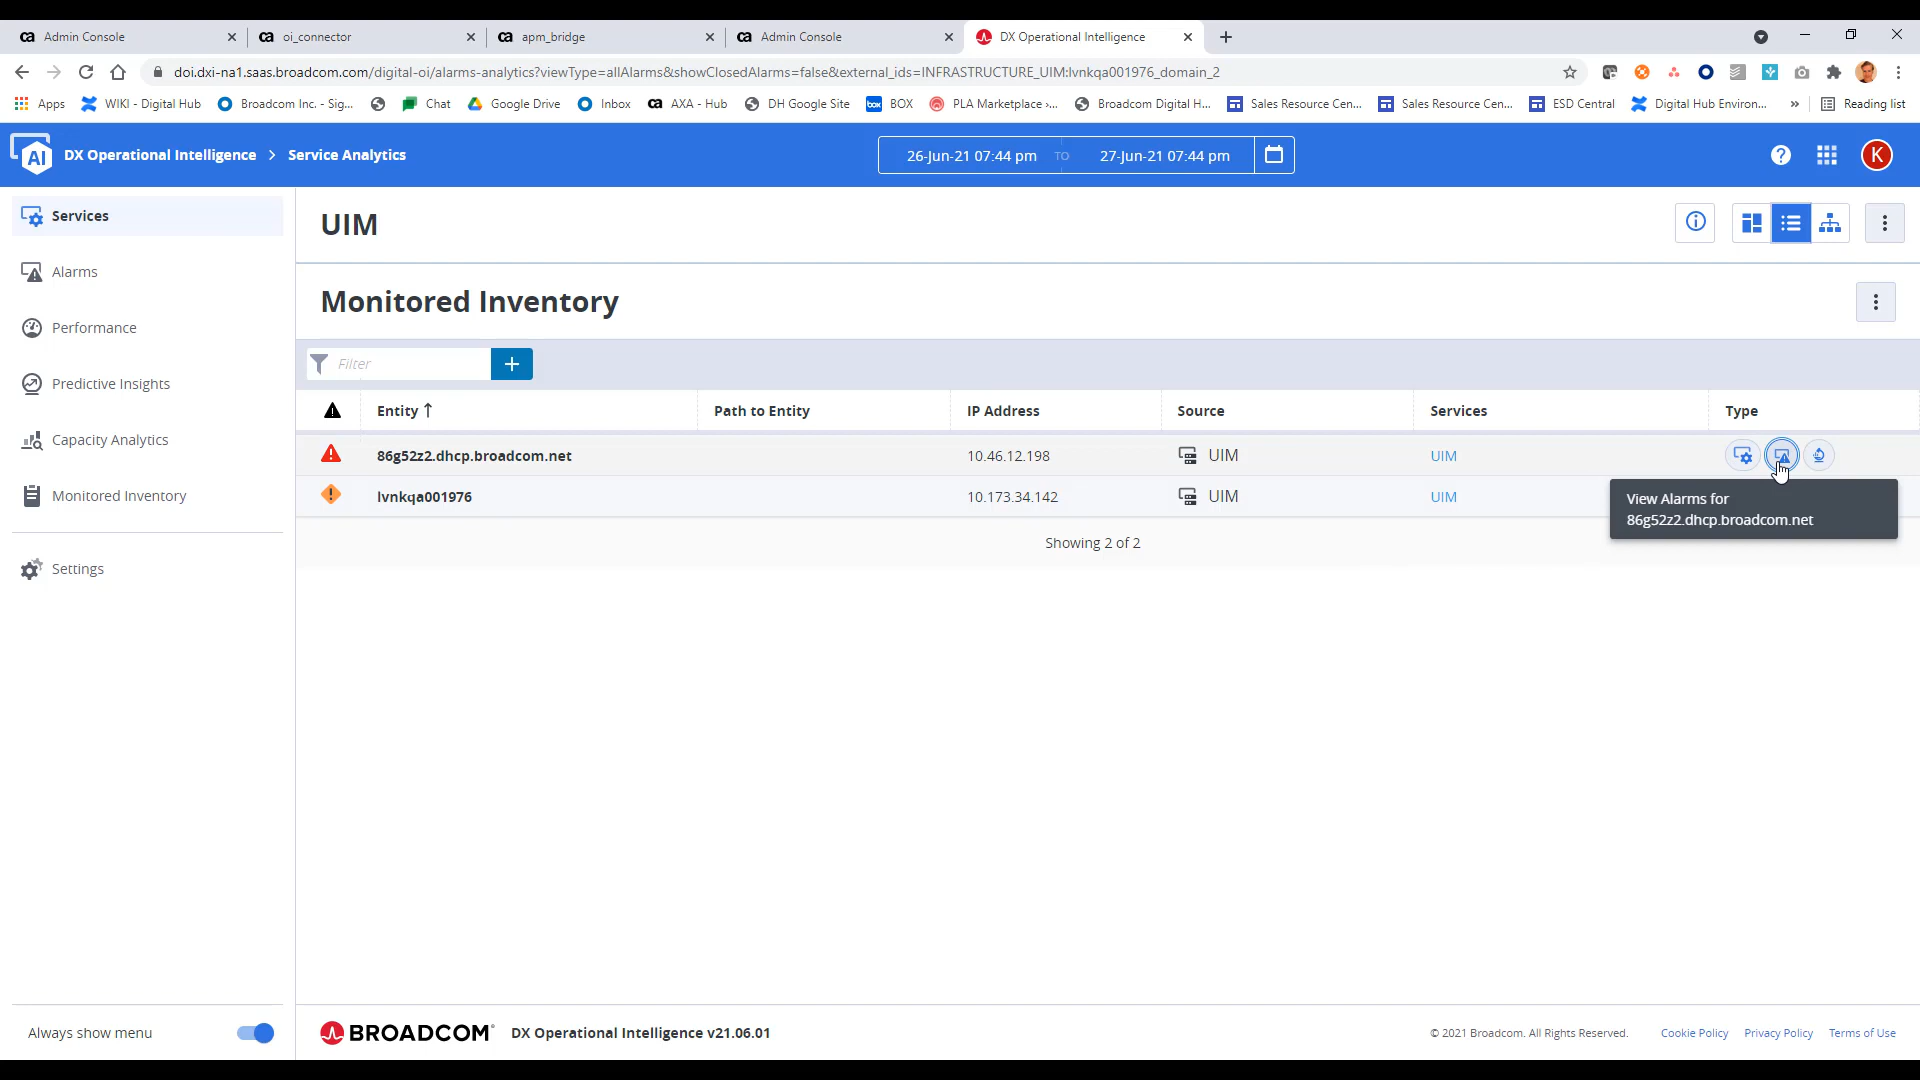 Admin Console
oi_connector
apm_bridge
Admin Console
DX Operational Intelligence
doi.dxi-na1.saas.broadcom.com/digital-oi/alarms-analytics?viewType=allAlarms&showClosedAlarms=false&external_ids=INFRASTRUCTURE_UIM:lvnkqa001976_domain_2
Apps
WIKI - Digital Hub
Broadcom Inc. - Sig...
Chat
Google Drive
Inbox
AXA - Hub
DH Google Site
BOX
PLA Marketplace ›...
Broadcom Digital H...
Sales Resource Cen...
Sales Resource Cen...
ESD Central
Digital Hub Environ...
»
Reading list
AI
DX Operational Intelligence > Service Analytics
26-Jun-21 07:44 pm TO 27-Jun-21 07:44 pm
K
Services
Alarms
Performance
Predictive Insights
Capacity Analytics
Monitored Inventory
Settings
Always show menu
UIM
Monitored Inventory
Filter
Entity ↑ Path to Entity IP Address Source Services Type
86g52z2.dhcp.broadcom.net 10.46.12.198 UIM UIM
lvnkqa001976 10.173.34.142 UIM UIM
View Alarms for
86g52z2.dhcp.broadcom.net
Showing 2 of 2
BROADCOM DX Operational Intelligence v21.06.01
© 2021 Broadcom. All Rights Reserved. Cookie Policy Privacy Policy Terms of Use